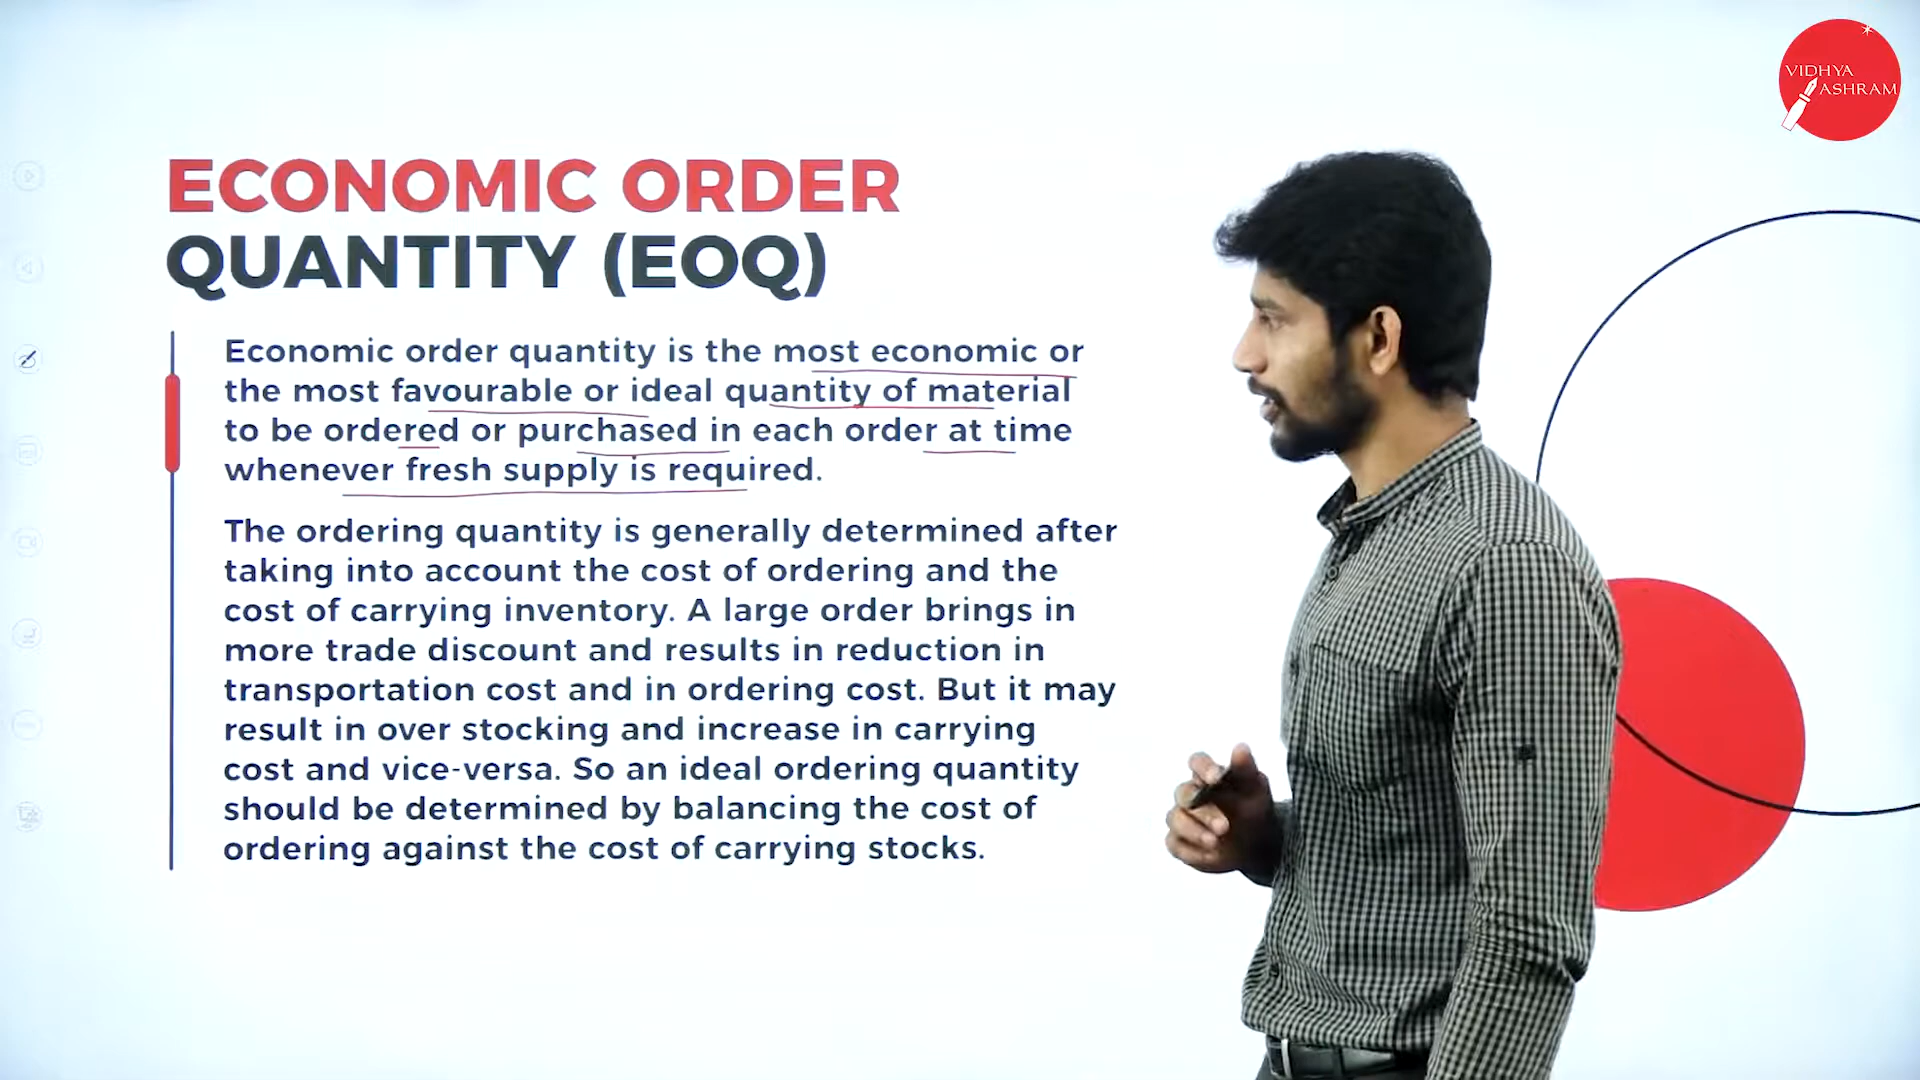 VIDHYA
ASHRAM
ECONOMIC ORDER
QUANTITY (EOQ)
Economic order quantity is the most economic or
the most favourable or ideal quantity of material
to be ordered or purchased in each order at time
whenever fresh supply is required.
The ordering quantity is generally determined after
taking into account the cost of ordering and the
cost of carrying inventory. A large order brings in
more trade discount and results in reduction in
transportation cost and in ordering cost. But it may
result in over stocking and increase in carrying
cost and vice-versa. So an ideal ordering quantity
should be determined by balancing the cost of
ordering against the cost of carrying stocks.